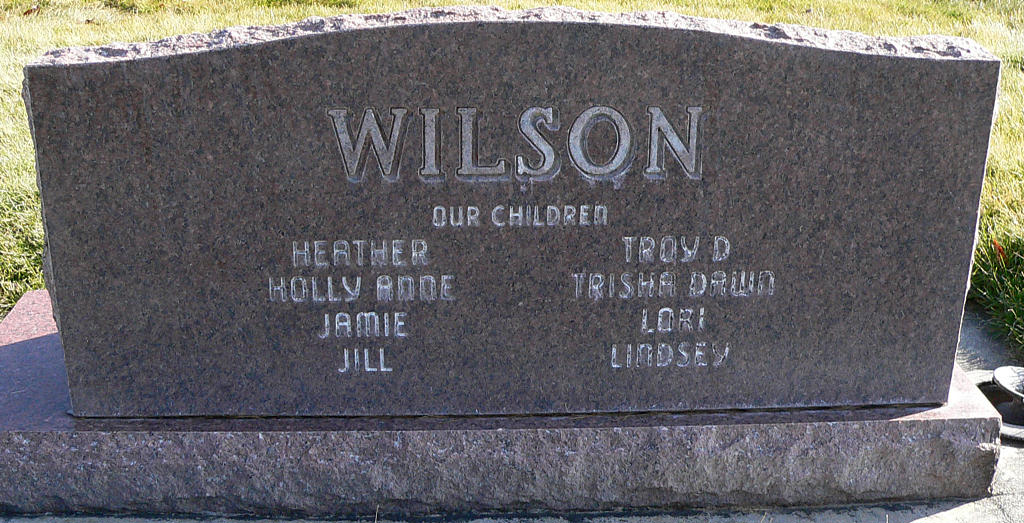 WILSON
OUR CHILDREN
HEATHER TROY D
HOLLY ANNE TRISHA DAWN
JAMIE LORI
JILL LINDSEY